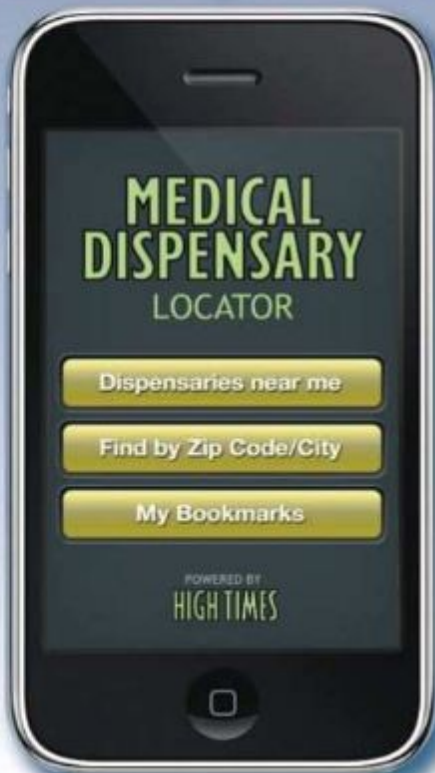 MEDICAL
DISPENSARY
LOCATOR
Dispensaries near me
Find by Zip Code/City
My Bookmarks
POWERED BY
HIGH TIMES